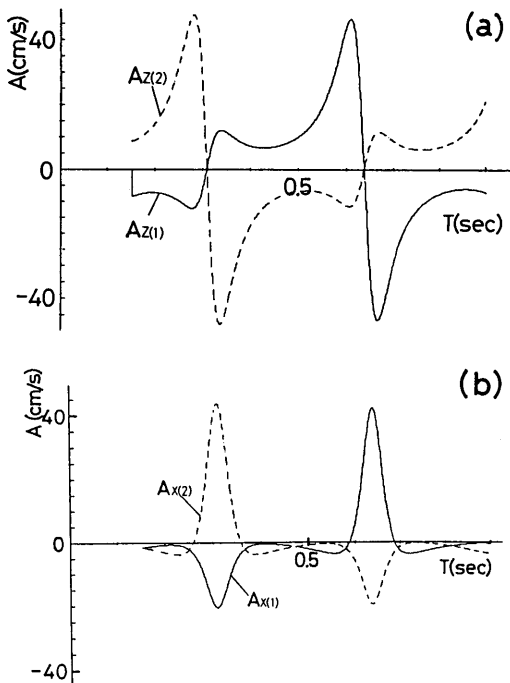 (a)
A(cm/s)
40
0
-40
AZ(2)
AZ(1)
0.5
T(sec)
(b)
A (cm/s)
40
0
-40
AX(2)
AX(1)
0.5
T(sec)